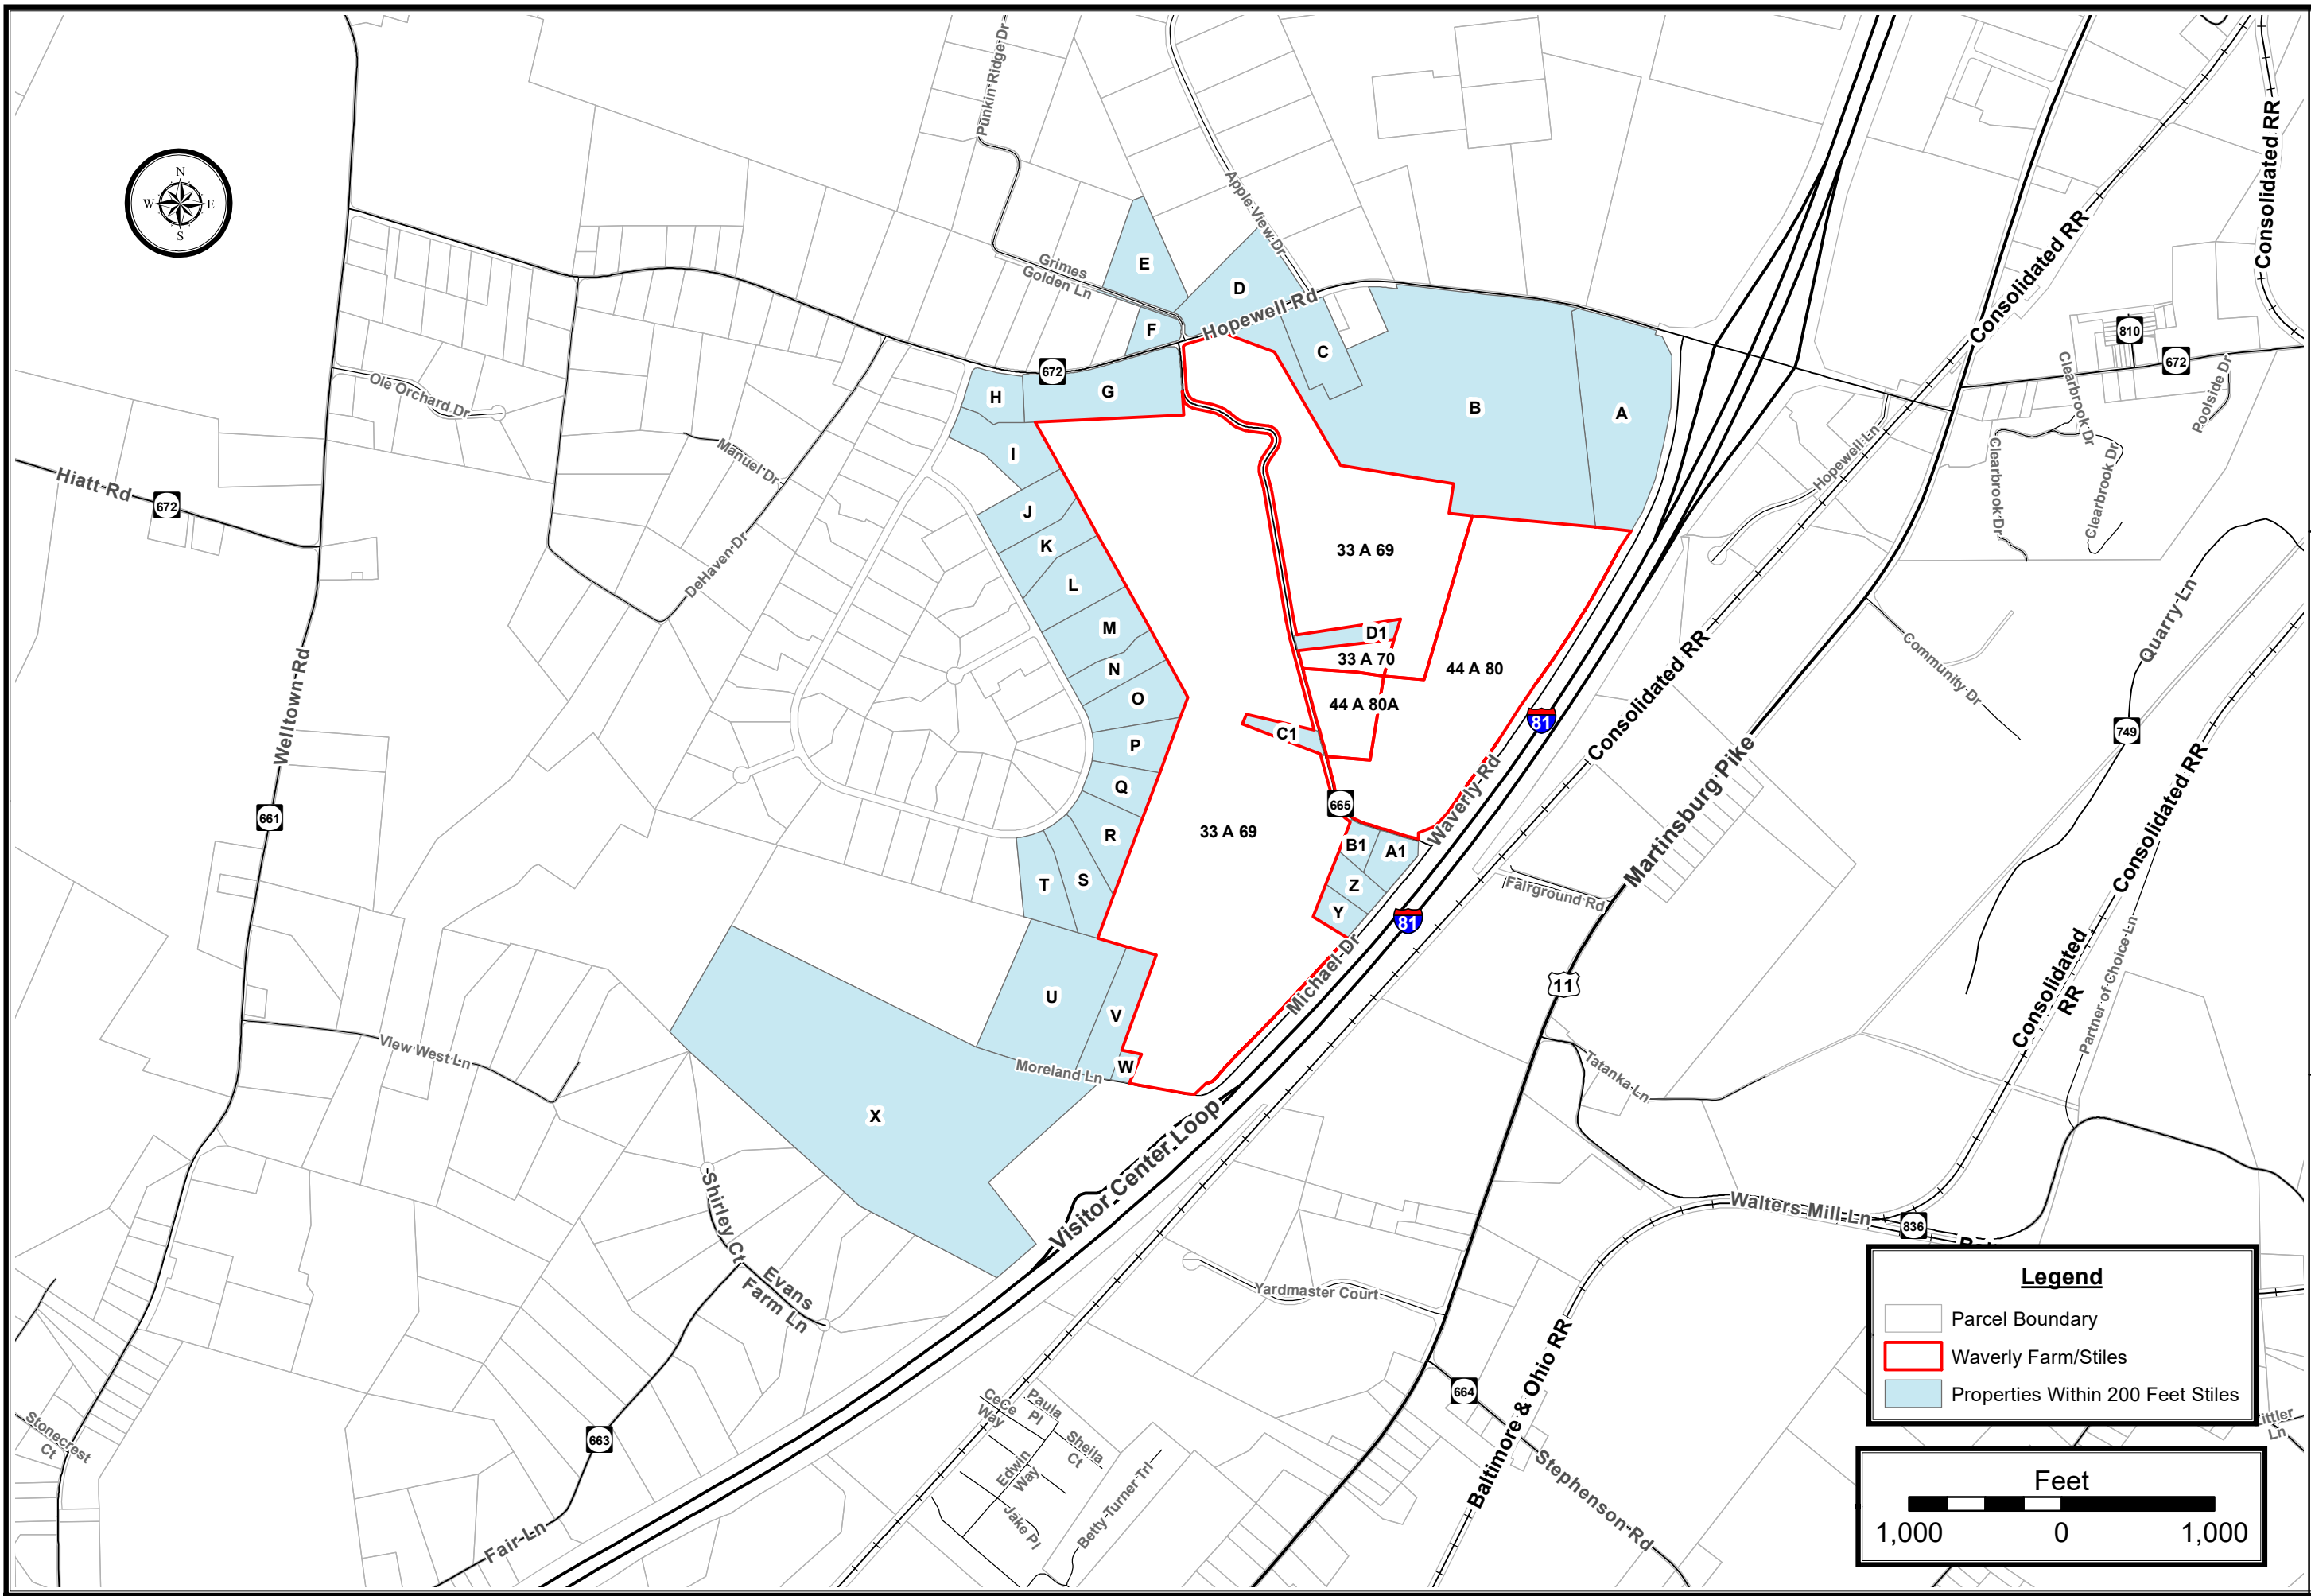 Punkin Ridge Dr
Consolidated RR
N
W E
S
Apple View Dr
Consolidated RR
E
Grimes
Golden Ln
D
Hopewell Rd
F
810
672
672
C
Clearbrook Dr
Poolside Dr
Ole Orchard Dr
H
G
B
A
Manuel Dr
I
Hopewell Ln
Clearbrook Dr
Clearbrook Dr
Hiatt Rd
672
J
K
33 A 69
DeHaven Dr
L
Quarry Ln
M
D1
33 A 70
44 A 80
Consolidated RR
Community Dr
N
O
44 A 80A
Welltown Rd
C1
81
749
P
Q
665
Waverly Rd
Martinsburg Pike
Consolidated RR
661
33 A 69
R
B1
A1
S
T
Z
Fairground Rd
Y
81
Michael Dr
11
U
V
Consolidated
RR
Partner of Choice Ln
View West Ln
Moreland Ln
W
Tatanka Ln
X
Visitor Center Loop
Shirley Ct
Walters Mill Ln
836
Evans
Farm Ln
Yardmaster Court
Legend
Parcel Boundary
Waverly Farm/Stiles
Properties Within 200 Feet Stiles
Baltimore & Ohio RR
664
CeCe
Way
Paula
Pl
Sheila
Ct
Stonecrest
Ct
663
Edwin
Way
Jake Pl
Betty Turner Trl
Stephenson Rd
Ln
Fair Ln
Feet
1,000 0 1,000